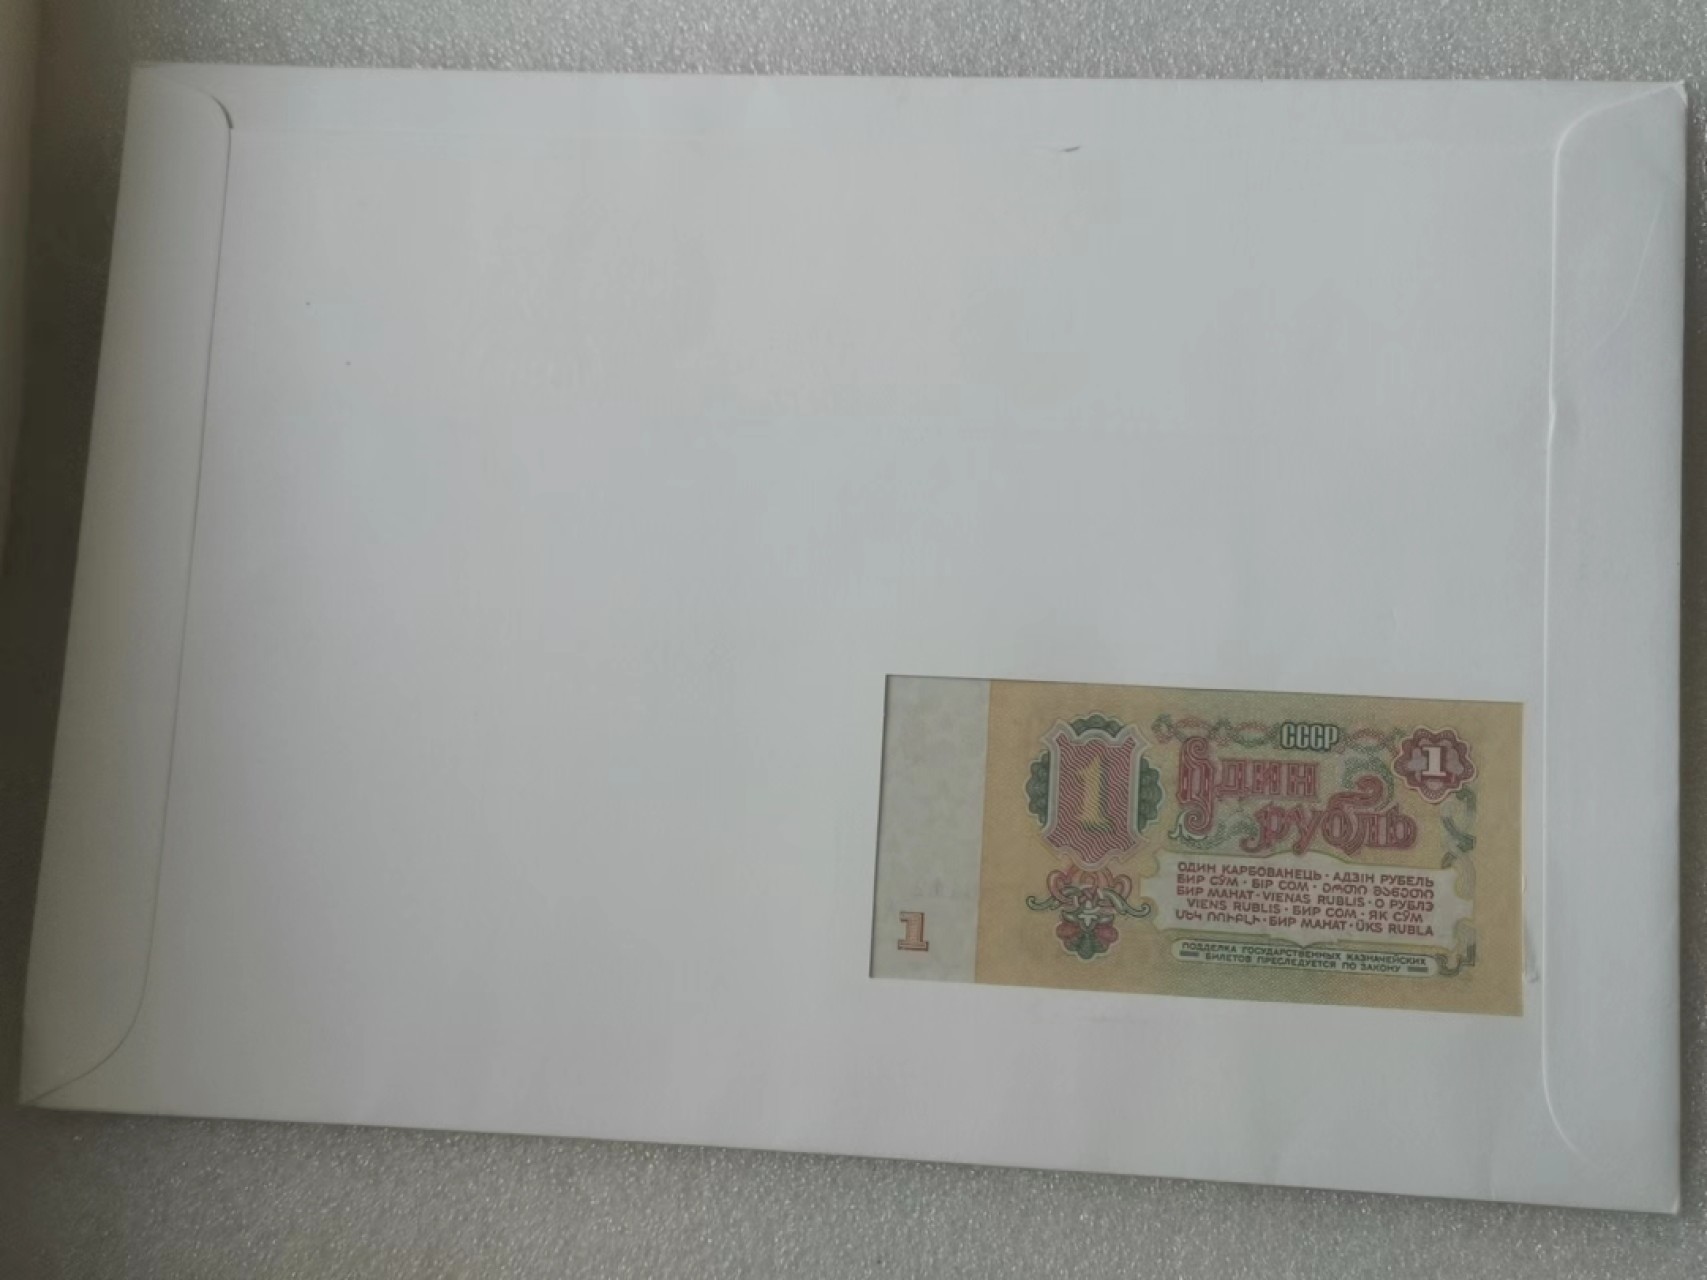 СССР
1
1
Один
рубль
ОДИН КАРБОВАНЕЦЬ · АДЗІН РУБЕЛЬ
БИР СЎМ · БІР СОМ · ᲔᲠᲗᲘ ᲛᲐᲜᲔᲗᲘ
БИР МАНАТ · VIENAS RUBLIS · О РУБЛЭ
VIENS RUBLIS · БИР СОМ · ЯК СЎМ
ՄԵԿ ՌՈՒԲԼԻ · БИР МАНАТ · ÜKS RUBLA
1
ПОДДЕЛКА ГОСУДАРСТВЕННЫХ КАЗНАЧЕЙСКИХ
БИЛЕТОВ ПРЕСЛЕДУЕТСЯ ПО ЗАКОНУ